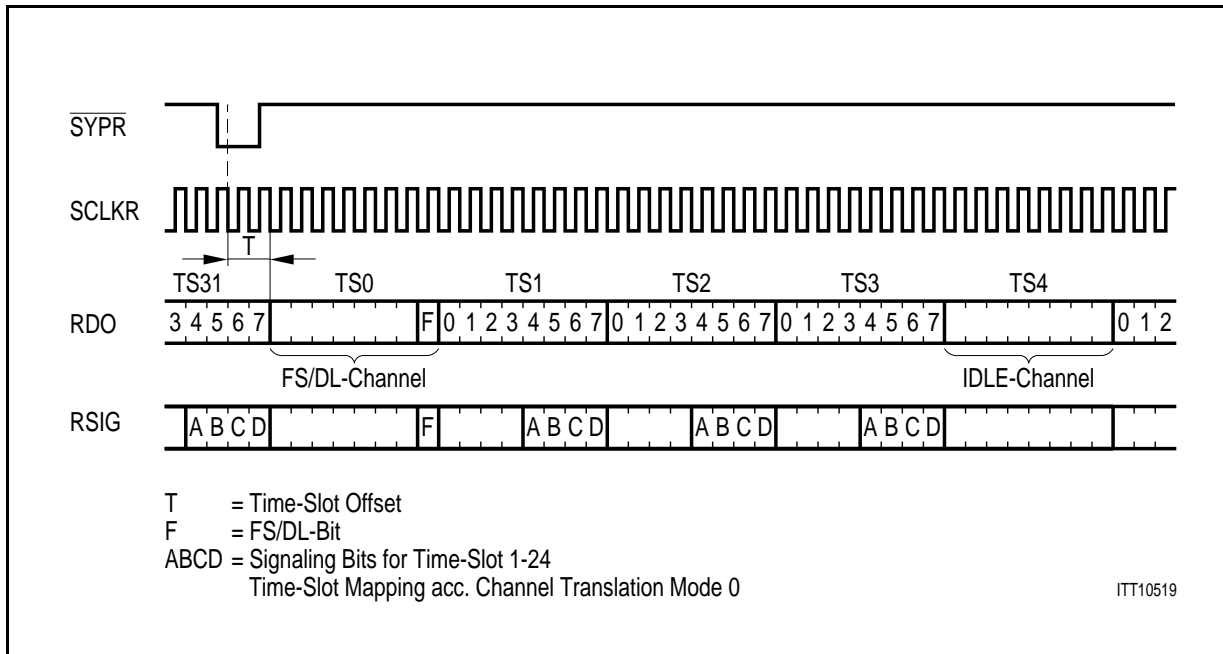 SYPR
SCLKR
T
TS31 TS0 TS1 TS2 TS3 TS4
RDO 3 4 5 6 7 F 0 1 2 3 4 5 6 7 0 1 2 3 4 5 6 7 0 1 2 3 4 5 6 7 0 1 2
FS/DL-Channel IDLE-Channel
RSIG A B C D F A B C D A B C D A B C D
T = Time-Slot Offset
F = FS/DL-Bit
ABCD = Signaling Bits for Time-Slot 1-24
Time-Slot Mapping acc. Channel Translation Mode 0
ITT10519